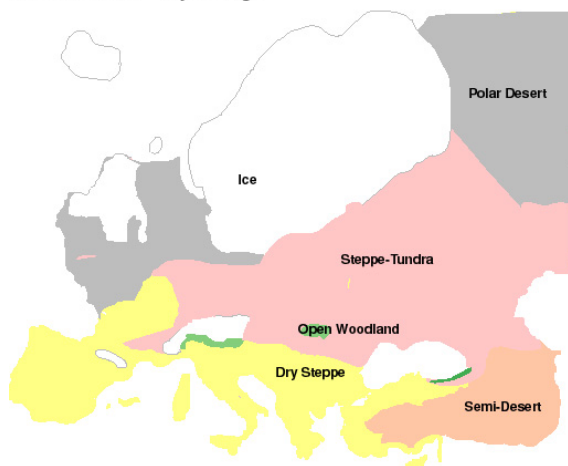 Polar Desert
Ice
Steppe-Tundra
Open Woodland
Dry Steppe
Semi-Desert